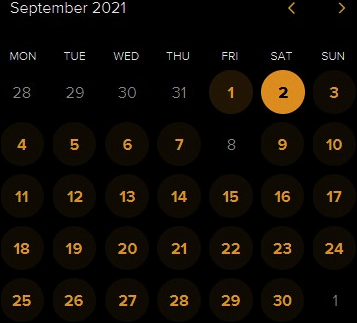 September 2021
MON TUE WED THU FRI SAT SUN
28 29 30 31 1 2 3
4 5 6 7 8 9 10
11 12 13 14 15 16 17
18 19 20 21 22 23 24
25 26 27 28 29 30 1